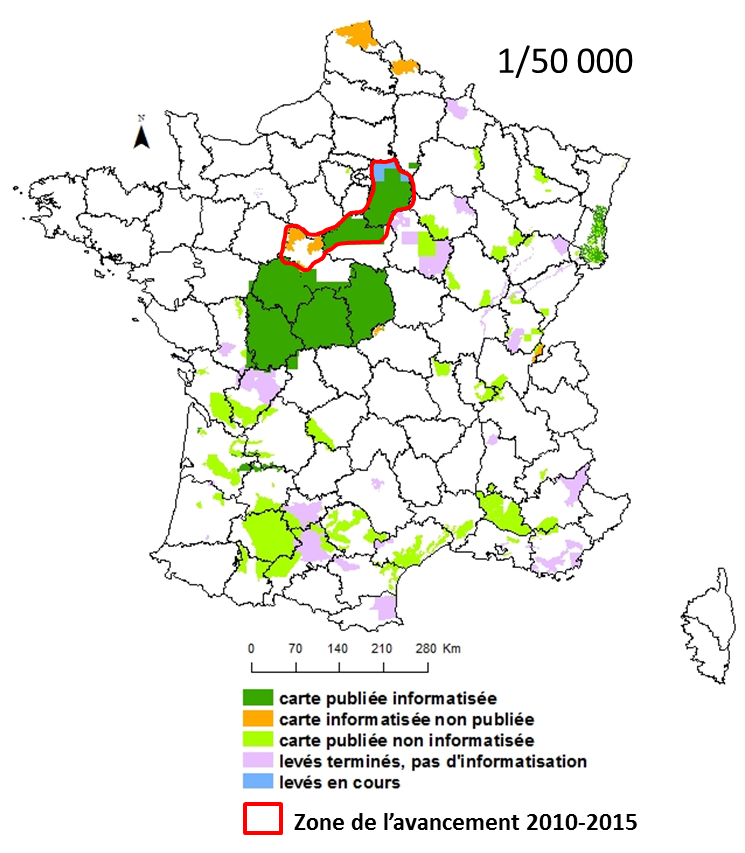 1/50 000
N
0 70 140 210 280 Km
carte publiée informatisée
carte informatisée non publiée
carte publiée non informatisée
levés terminés, pas d'informatisation
levés en cours
Zone de l’avancement 2010-2015